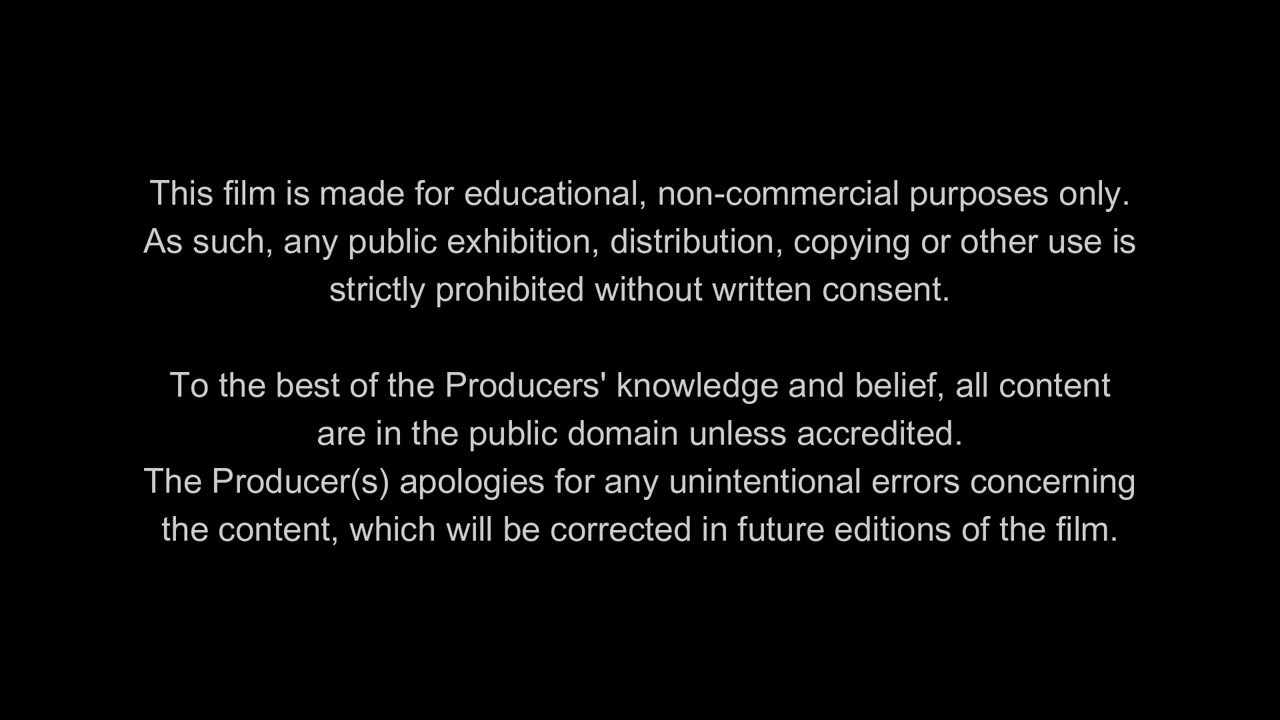 This film is made for educational, non-commercial purposes only.
As such, any public exhibition, distribution, copying or other use is
strictly prohibited without written consent.
To the best of the Producers' knowledge and belief, all content
are in the public domain unless accredited.
The Producer(s) apologies for any unintentional errors concerning
the content, which will be corrected in future editions of the film.